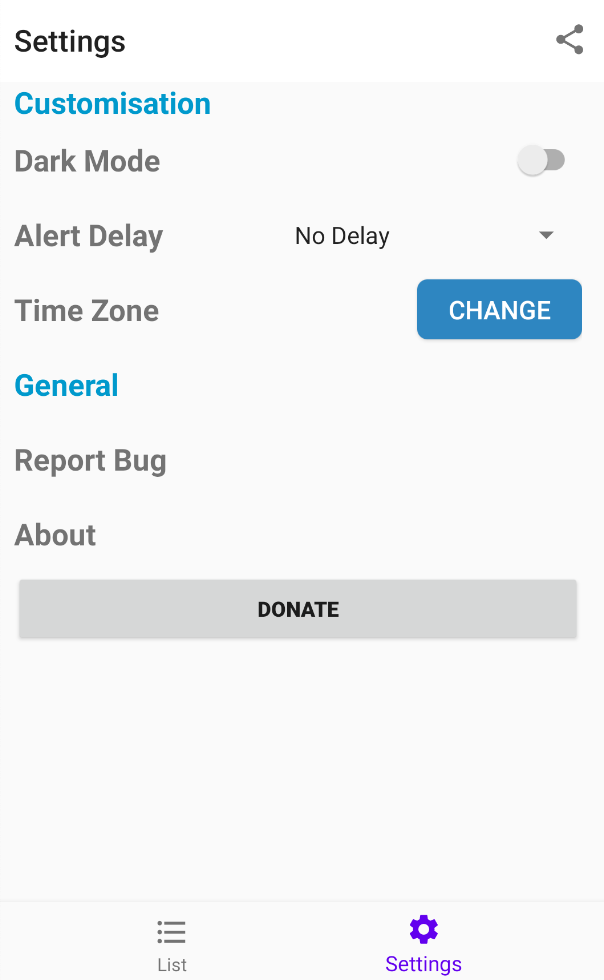 Settings
Customisation
Dark Mode
Alert Delay No Delay
Time Zone CHANGE
General
Report Bug
About
DONATE
List Settings